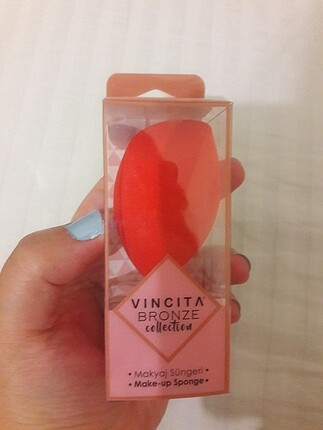 VINCITA
BRONZE
collection
• Makyaj Süngeri •
• Make-up Sponge •